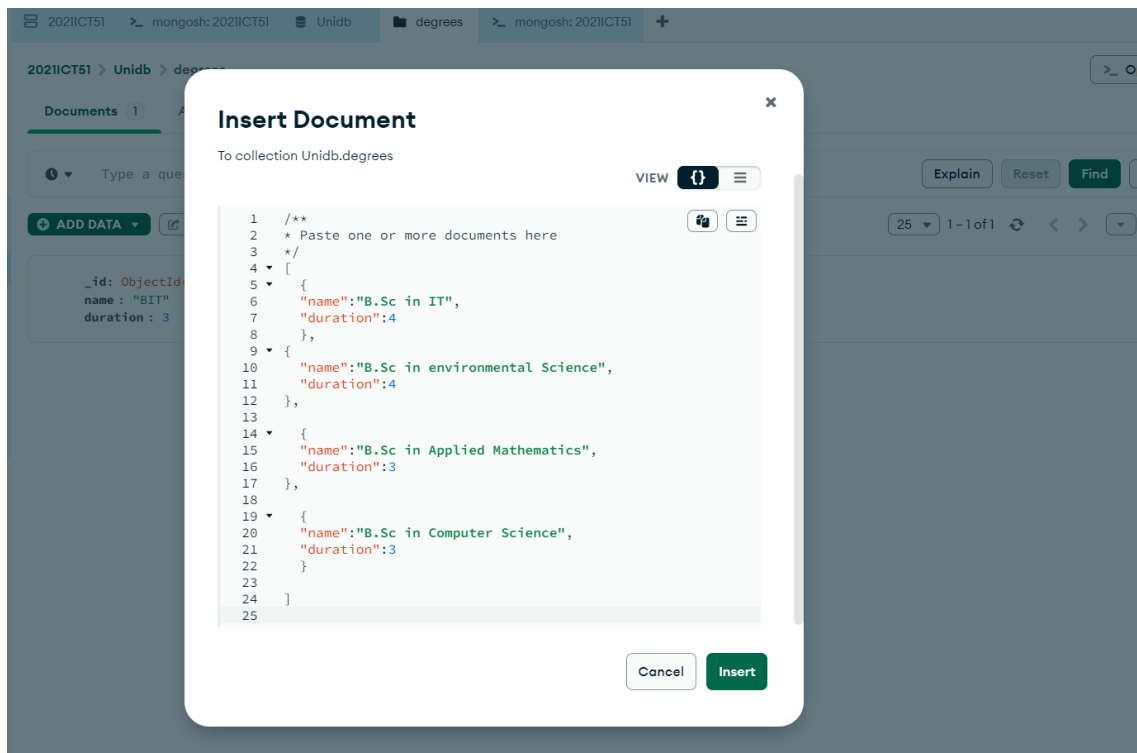 2021ICT51 >_ mongosh: 2021ICT51 Unidb degrees >_ mongosh: 2021ICT51 +
2021ICT51 > Unidb >
>_ O
Documents 1 A
Insert Document
To collection Unidb.degrees
VIEW {}
Type a que
Explain Reset Find
ADD DATA
25 1-1 of 1
_id: ObjectId(
name : "BIT"
duration : 3
1 /**
2 * Paste one or more documents here
3 */
4 [
5 {
6 "name":"B.Sc in IT",
7 "duration":4
8 },
9 {
10 "name":"B.Sc in environmental Science",
11 "duration":4
12 },
13
14 {
15 "name":"B.Sc in Applied Mathematics",
16 "duration":3
17 },
18
19 {
20 "name":"B.Sc in Computer Science",
21 "duration":3
22 }
23
24 ]
25
Cancel Insert